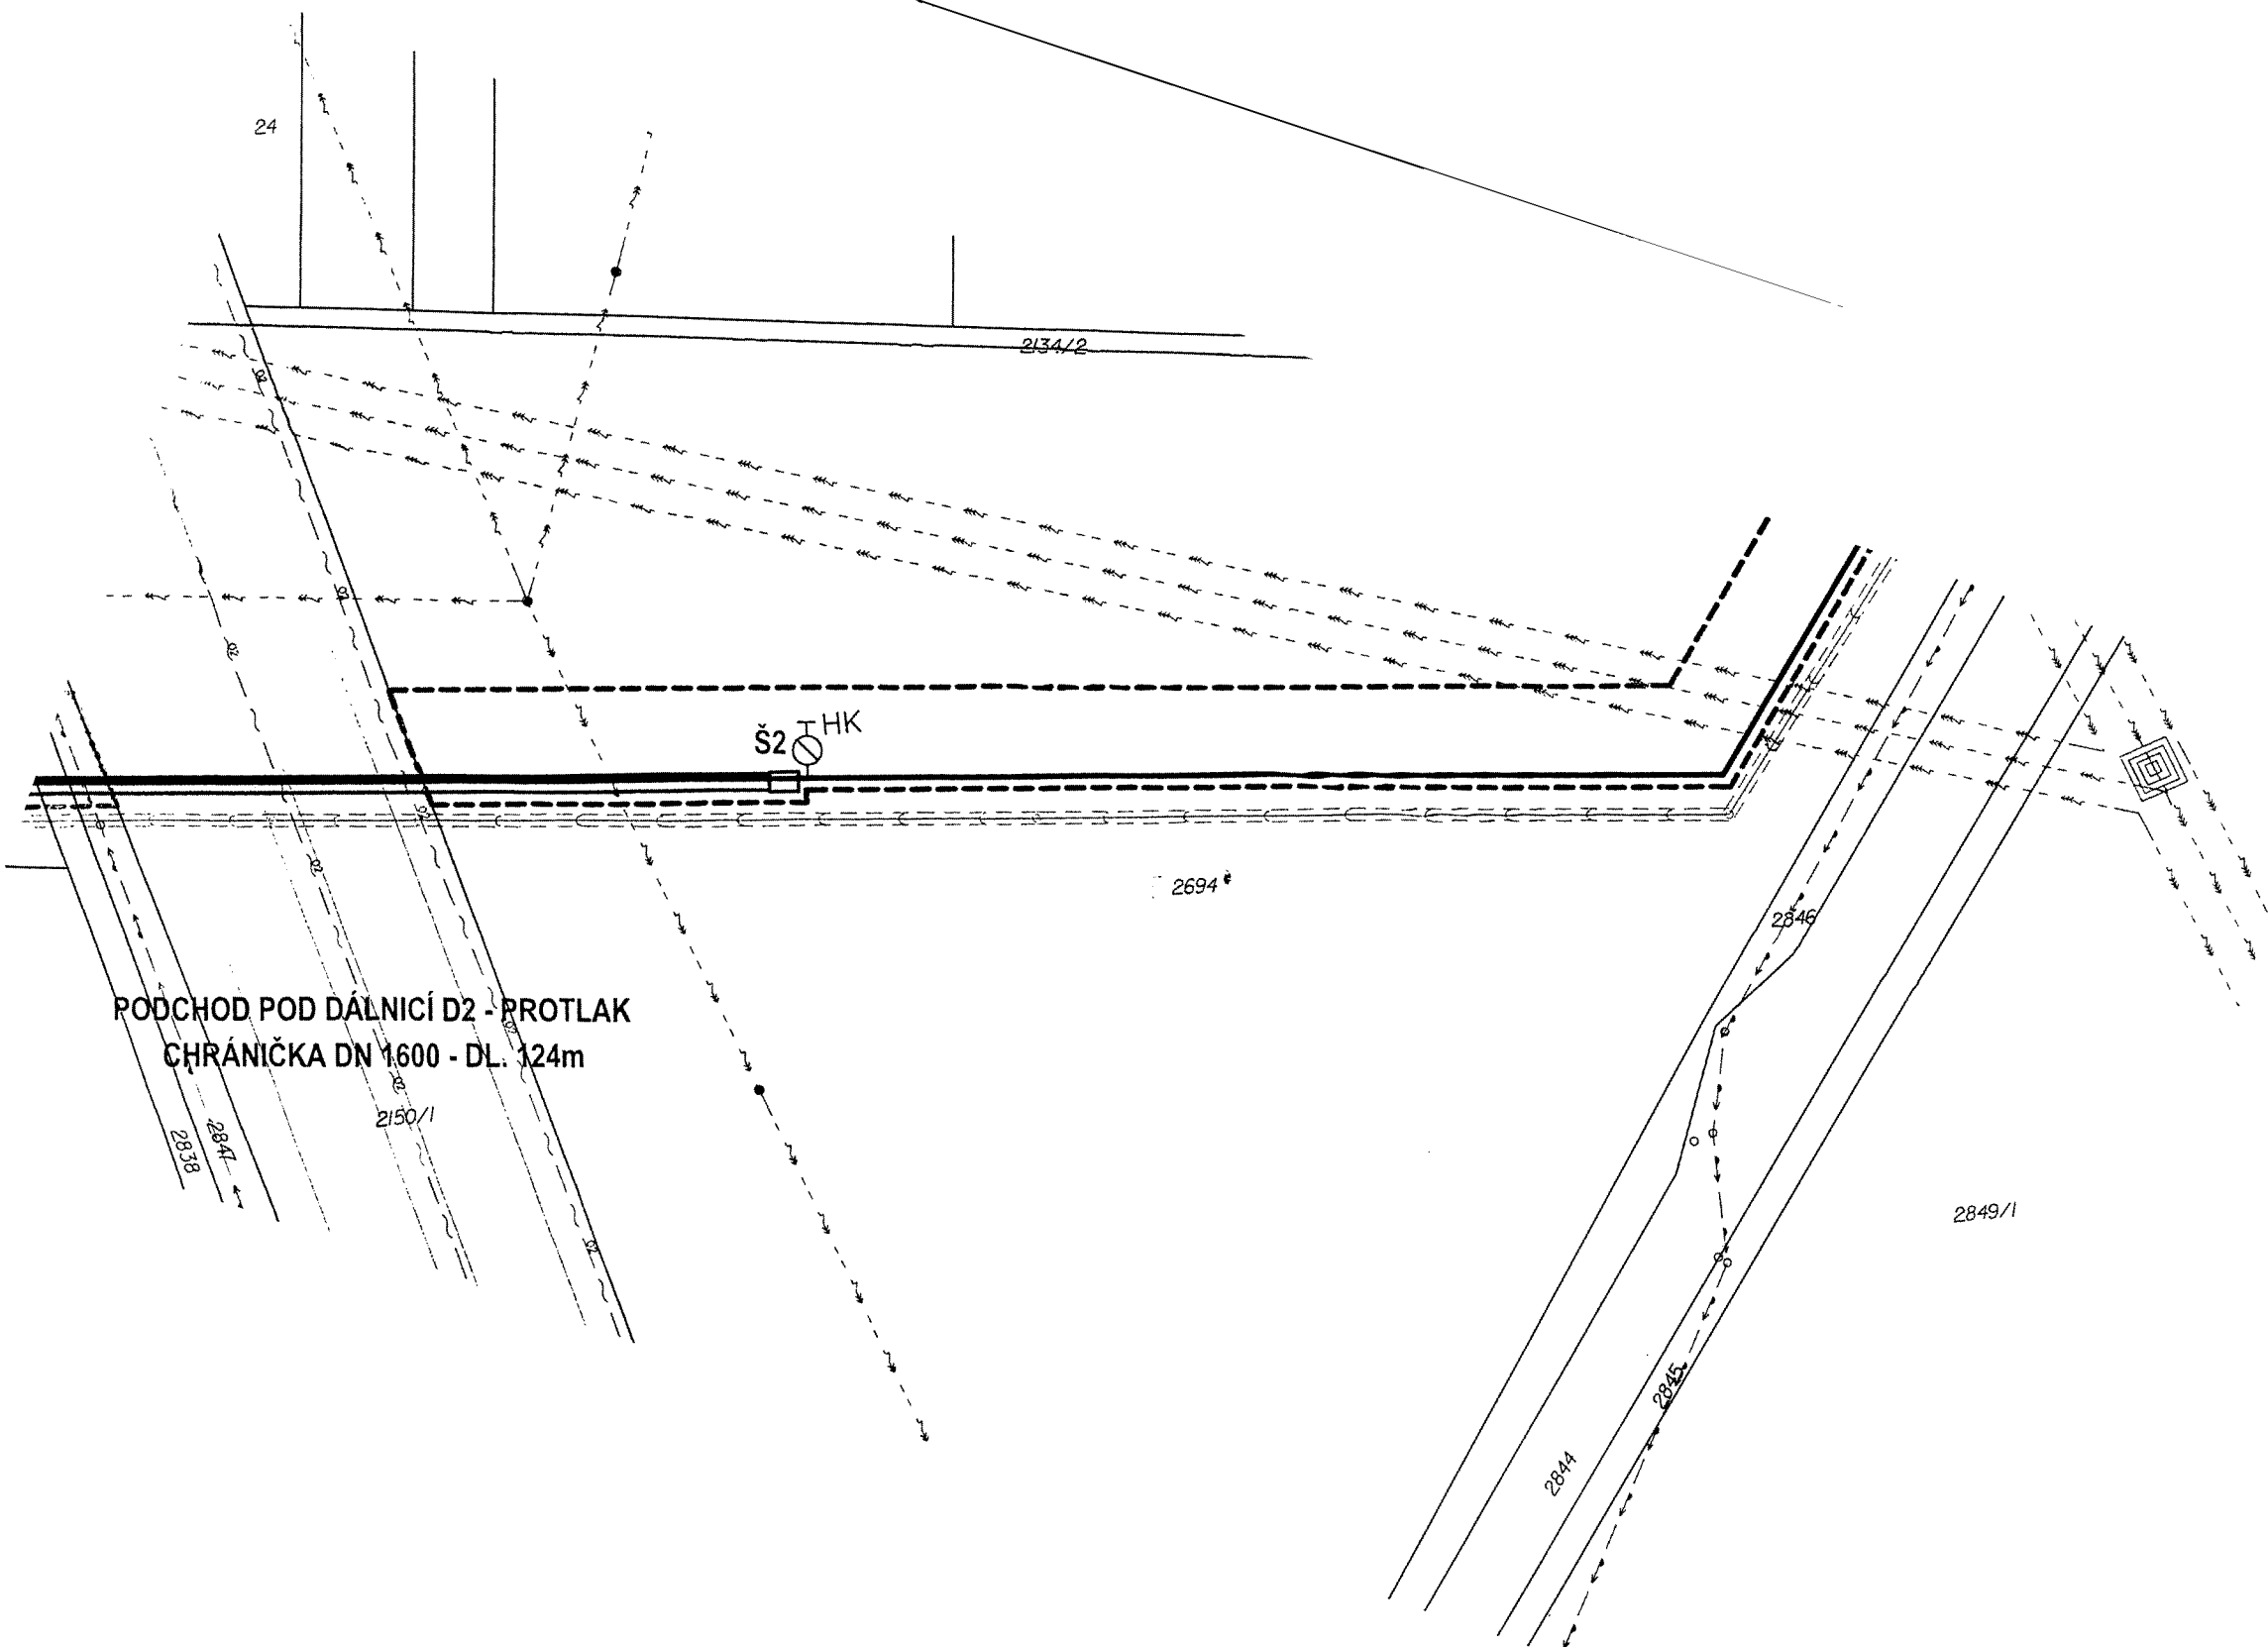 24
2134/2
HK
Š2
2694
2846
PODCHOD POD DÁLNICÍ D2 - PROTLAK
CHRÁNIČKA DN 1600 - DL. 124m
2150/1
2838
2849/1
2845
2844